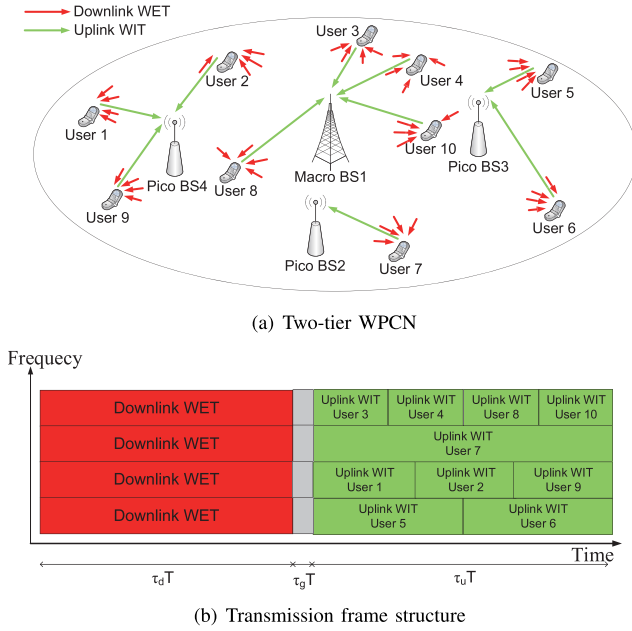 Downlink WET
Uplink WIT
User 3
User 2
User 4
User 5
User 1
User 10
Pico BS4
User 8
Macro BS1
Pico BS3
User 9
User 6
Pico BS2
User 7
(a) Two-tier WPCN
Frequecy
Downlink WET
Uplink WIT
User 3
Uplink WIT
User 4
Uplink WIT
User 8
Uplink WIT
User 10
Downlink WET
Uplink WIT
User 7
Downlink WET
Uplink WIT
User 1
Uplink WIT
User 2
Uplink WIT
User 9
Downlink WET
Uplink WIT
User 5
Uplink WIT
User 6
Time
τdT
τgT
τuT
(b) Transmission frame structure